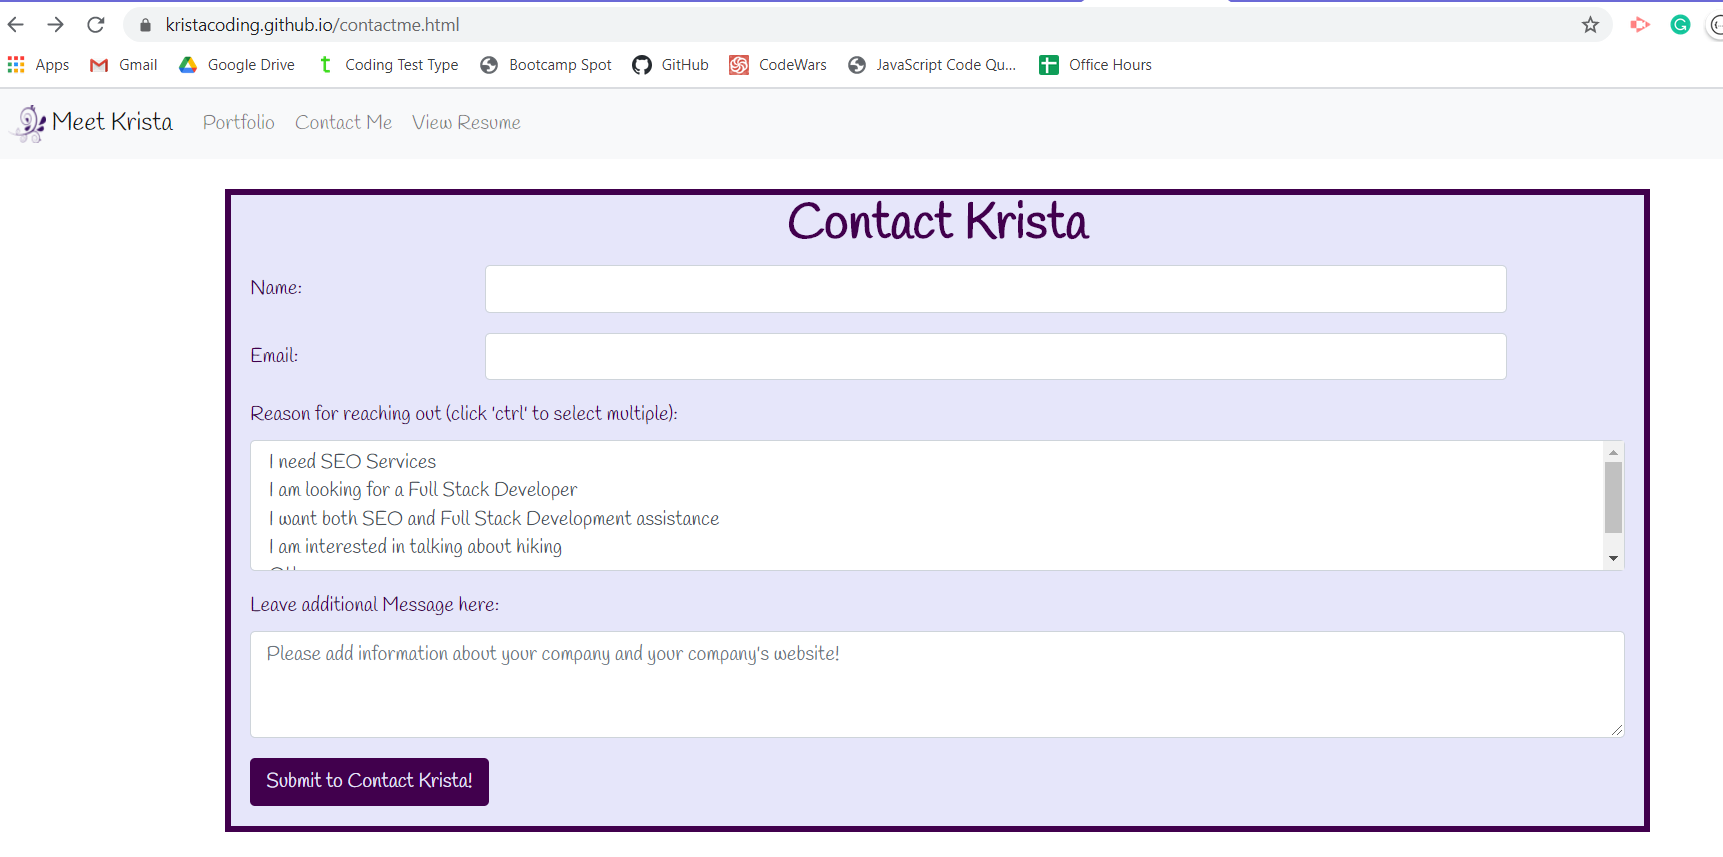 kristacoding.github.io/contactme.html
Apps Gmail Google Drive Coding Test Type Bootcamp Spot GitHub CodeWars JavaScript Code Qu... Office Hours
Meet Krista Portfolio Contact Me View Resume
Contact Krista
Name:
Email:
Reason for reaching out (click 'ctrl' to select multiple):
I need SEO Services
I am looking for a Full Stack Developer
I want both SEO and Full Stack Development assistance
I am interested in talking about hiking
Leave additional Message here:
Please add information about your company and your company's website!
Submit to Contact Krista!